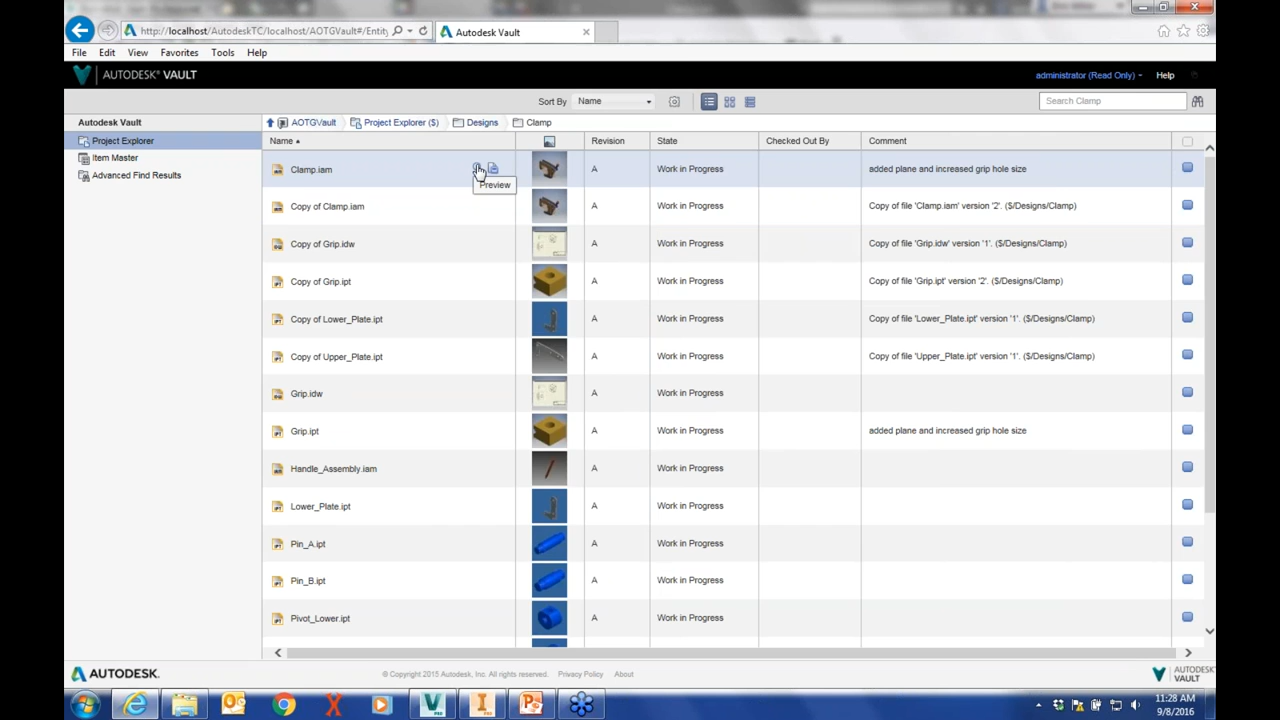 http://localhost/AutodeskTC/localhost/AOTGVault#/Entity
Autodesk Vault
File Edit View Favorites Tools Help
AUTODESK® VAULT
administrator (Read Only)
Help
Sort By Name
Search Clamp
Autodesk Vault
AOTGVault
Project Explorer ($)
Designs
Clamp
Project Explorer
Item Master
Advanced Find Results
Name Revision State Checked Out By Comment
Clamp.iam A Work in Progress added plane and increased grip hole size
Preview
Copy of Clamp.iam A Work in Progress Copy of file 'Clamp.iam' version '2'. ($/Designs/Clamp)
Copy of Grip.idw A Work in Progress Copy of file 'Grip.idw' version '1'. ($/Designs/Clamp)
Copy of Grip.ipt A Work in Progress Copy of file 'Grip.ipt' version '2'. ($/Designs/Clamp)
Copy of Lower_Plate.ipt A Work in Progress Copy of file 'Lower_Plate.ipt' version '1'. ($/Designs/Clamp)
Copy of Upper_Plate.ipt A Work in Progress Copy of file 'Upper_Plate.ipt' version '1'. ($/Designs/Clamp)
Grip.idw A Work in Progress
Grip.ipt A Work in Progress added plane and increased grip hole size
Handle_Assembly.iam A Work in Progress
Lower_Plate.ipt A Work in Progress
Pin_A.ipt A Work in Progress
Pin_B.ipt A Work in Progress
Pivot_Lower.ipt A Work in Progress
AUTODESK.
© Copyright 2015 Autodesk, Inc. All rights reserved. Privacy Policy About
AUTODESK
VAULT
11:28 AM
9/8/2016